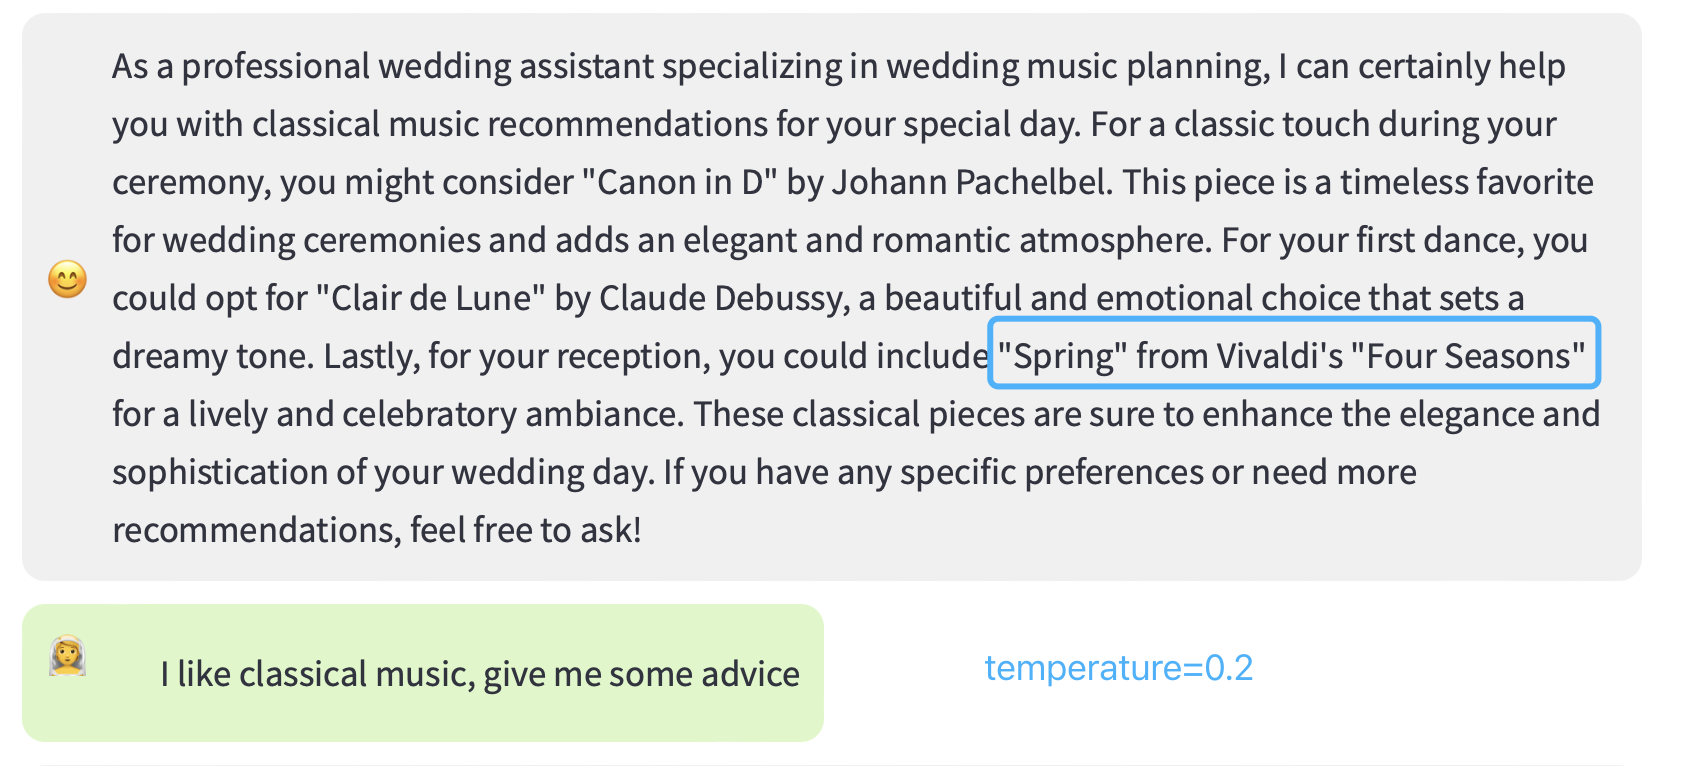 As a professional wedding assistant specializing in wedding music planning, I can certainly help
you with classical music recommendations for your special day. For a classic touch during your
ceremony, you might consider "Canon in D" by Johann Pachelbel. This piece is a timeless favorite
for wedding ceremonies and adds an elegant and romantic atmosphere. For your first dance, you
could opt for "Clair de Lune" by Claude Debussy, a beautiful and emotional choice that sets a
dreamy tone. Lastly, for your reception, you could include "Spring" from Vivaldi's "Four Seasons"
for a lively and celebratory ambiance. These classical pieces are sure to enhance the elegance and
sophistication of your wedding day. If you have any specific preferences or need more
recommendations, feel free to ask!
I like classical music, give me some advice
temperature=0.2